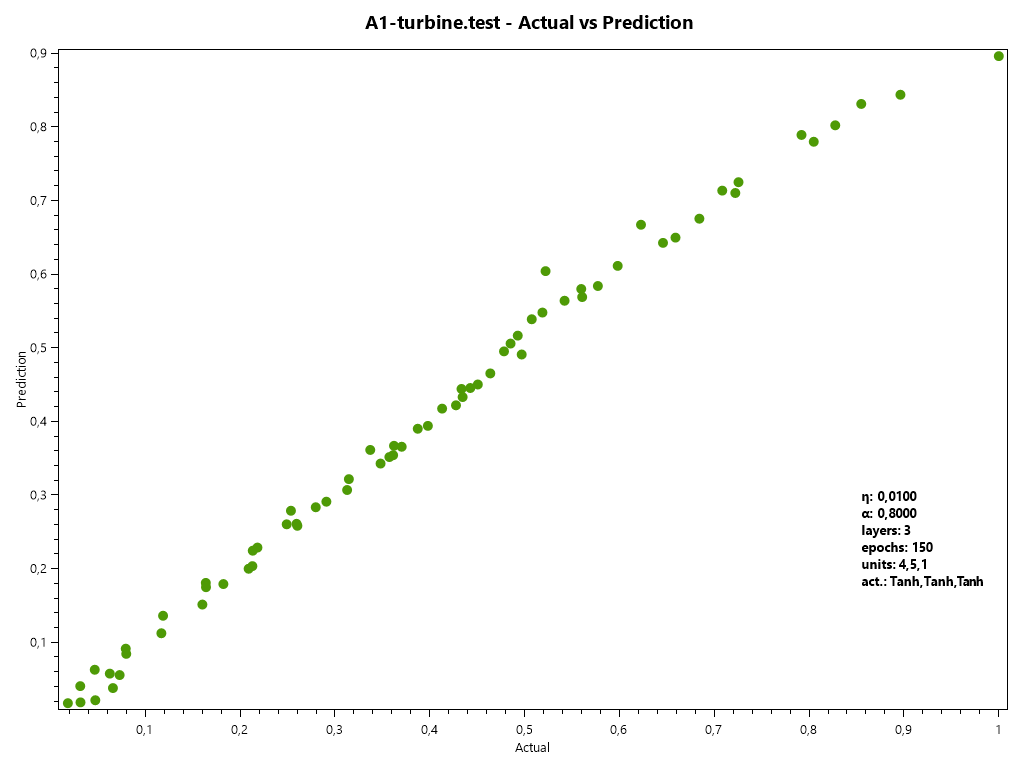 A1-turbine.test - Actual vs Prediction
0,9
0,8
0,7
0,6
0,5
0,4
0,3
0,2
0,1
Prediction
η: 0,0100
α: 0,8000
layers: 3
epochs: 150
units: 4,5,1
act.: Tanh,Tanh,Tanh
0,1 0,2 0,3 0,4 0,5 0,6 0,7 0,8 0,9 1
Actual